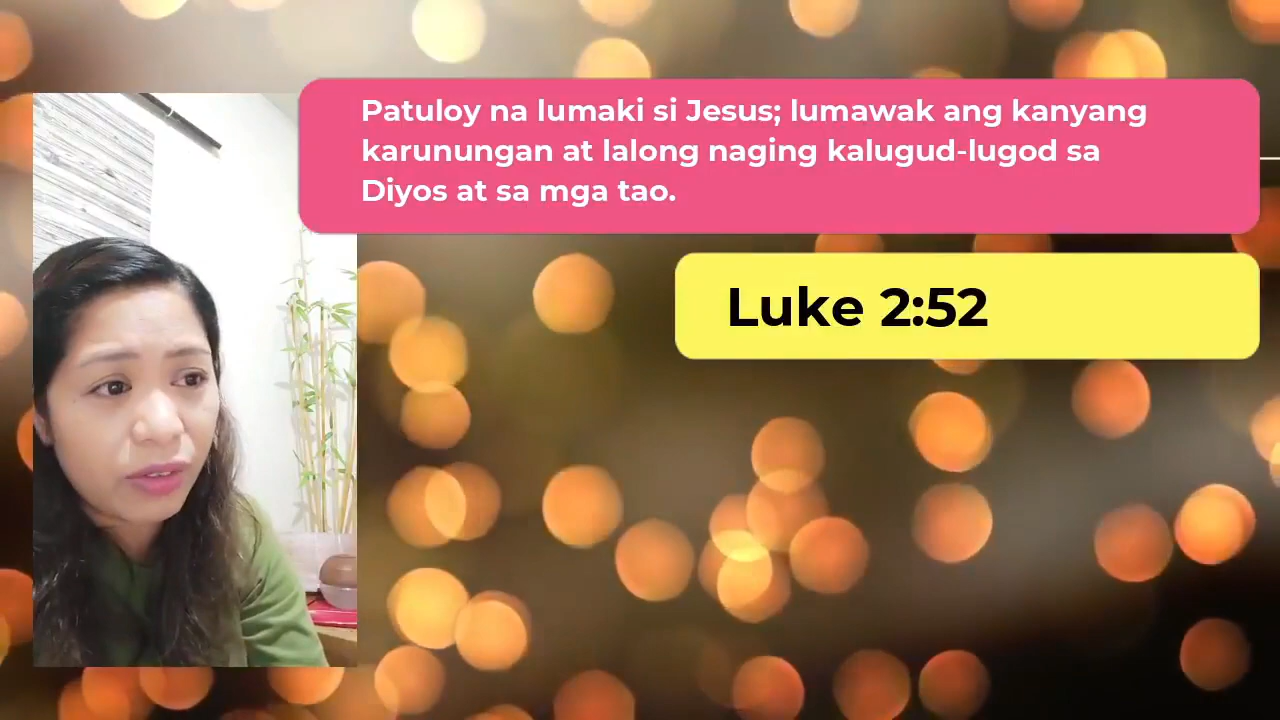 Patuloy na lumaki si Jesus; lumawak ang kanyang
karunungan at lalong naging kalugud-lugod sa
Diyos at sa mga tao.
Luke 2:52